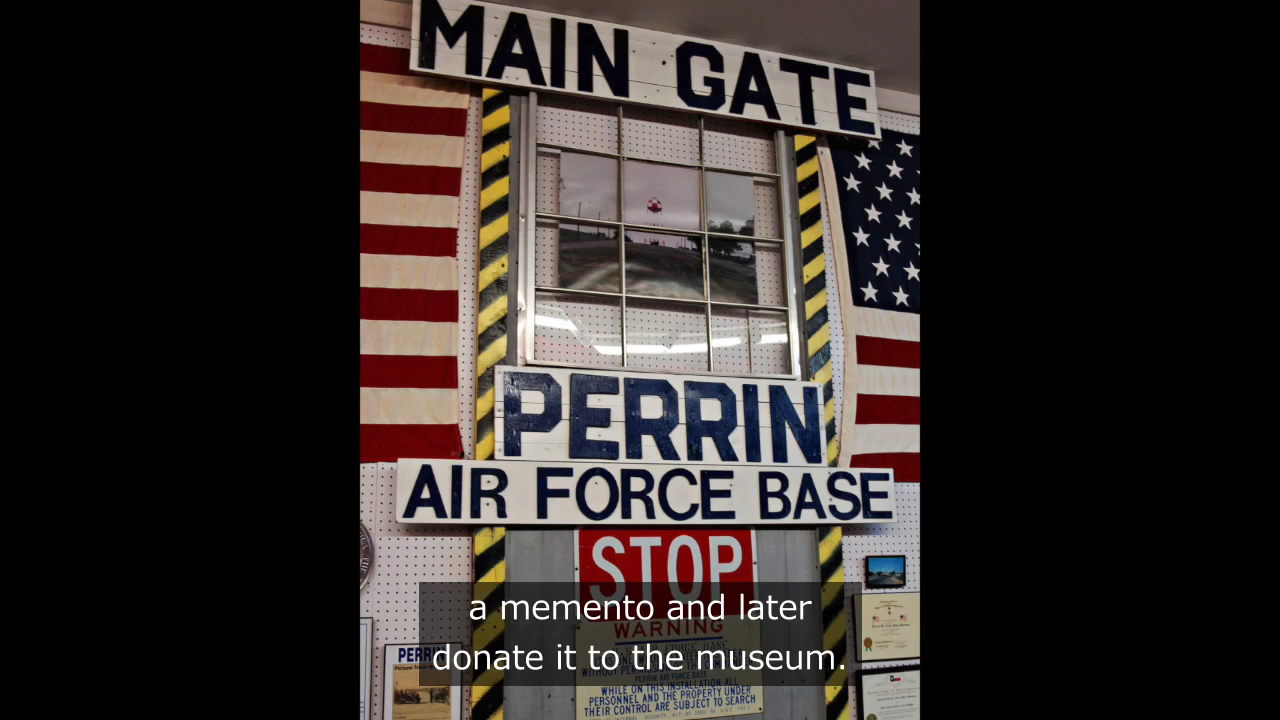 MAIN GATE
PERRIN
AIR FORCE BASE
STOP
a memento and later
WARNING
donate it to the museum.
PERRIN AIR FORCE BASE
WHILE ON THIS INSTALLATION ALL
PERSONNEL AND THE PROPERTY UNDER
THEIR CONTROL ARE SUBJECT TO SEARCH